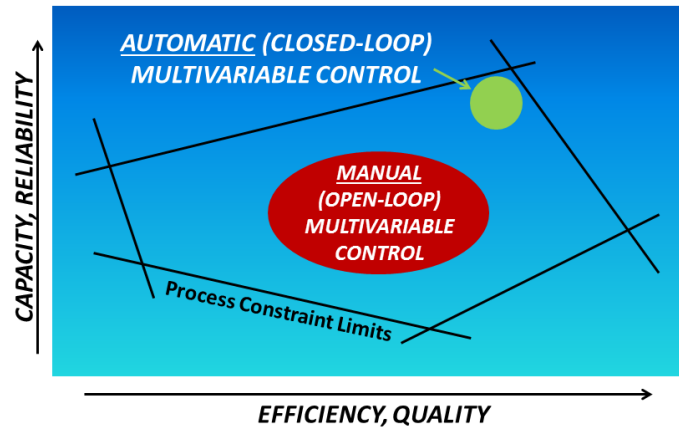 AUTOMATIC (CLOSED-LOOP)
MULTIVARIABLE CONTROL
MANUAL
(OPEN-LOOP)
MULTIVARIABLE
CONTROL
Process Constraint Limits
CAPACITY, RELIABILITY
EFFICIENCY, QUALITY